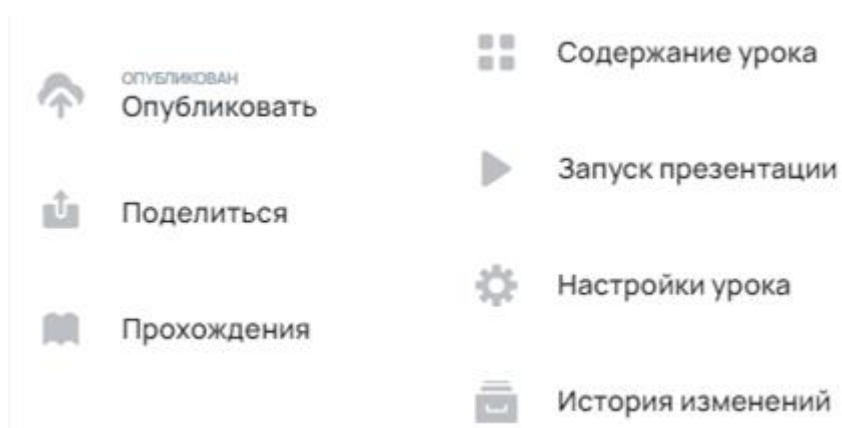 ОПУБЛИКОВАН
Опубликовать
Поделиться
Прохождения
Содержание урока
Запуск презентации
Настройки урока
История изменений